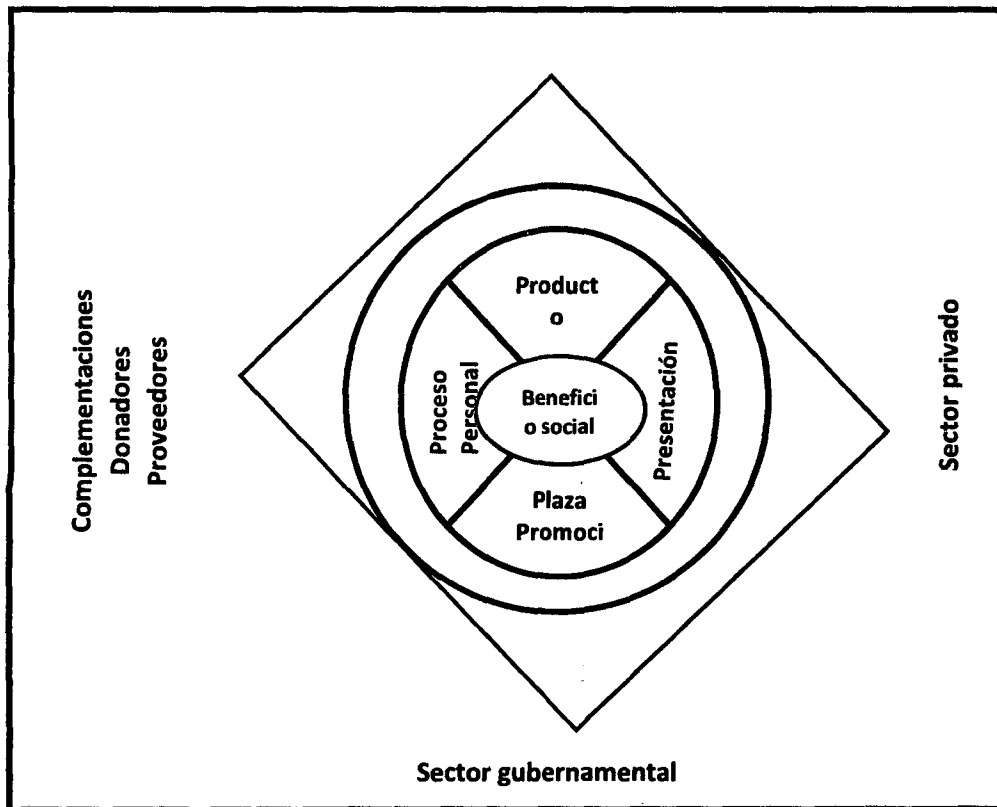 Complementaciones
Donadores
Proveedores
Product
o
Proceso
Personal
Benefici
o social
Presentación
Plaza
Promoci
Sector privado
Sector gubernamental